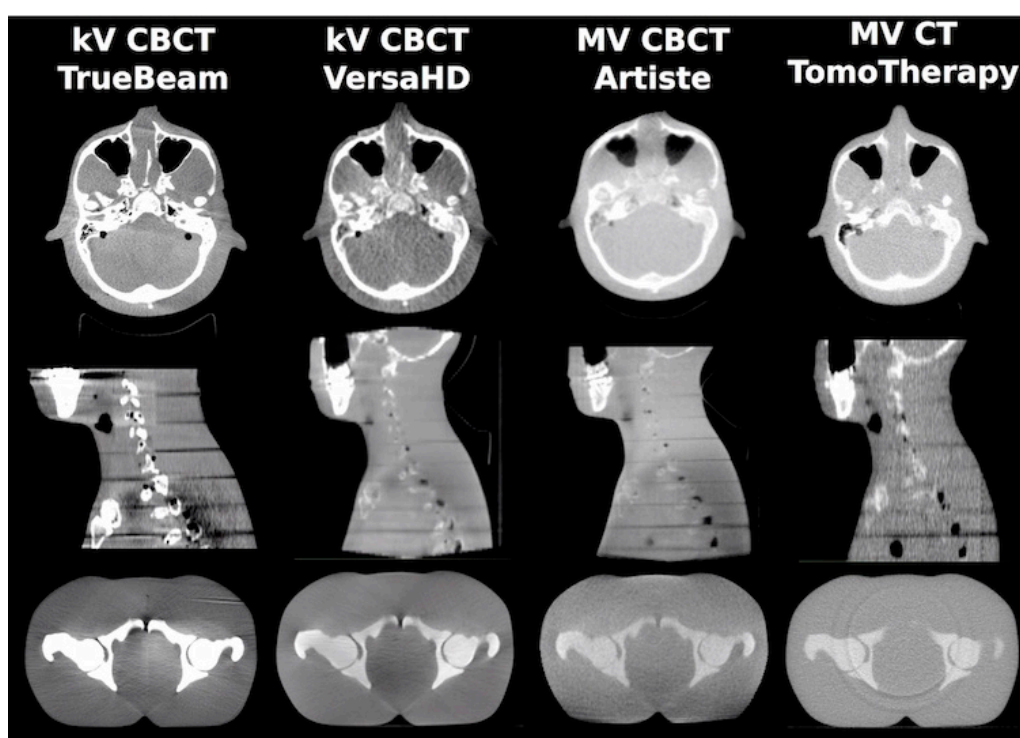 kV CBCT
TrueBeam
kV CBCT
VersaHD
MV CBCT
Artiste
MV CT
TomoTherapy